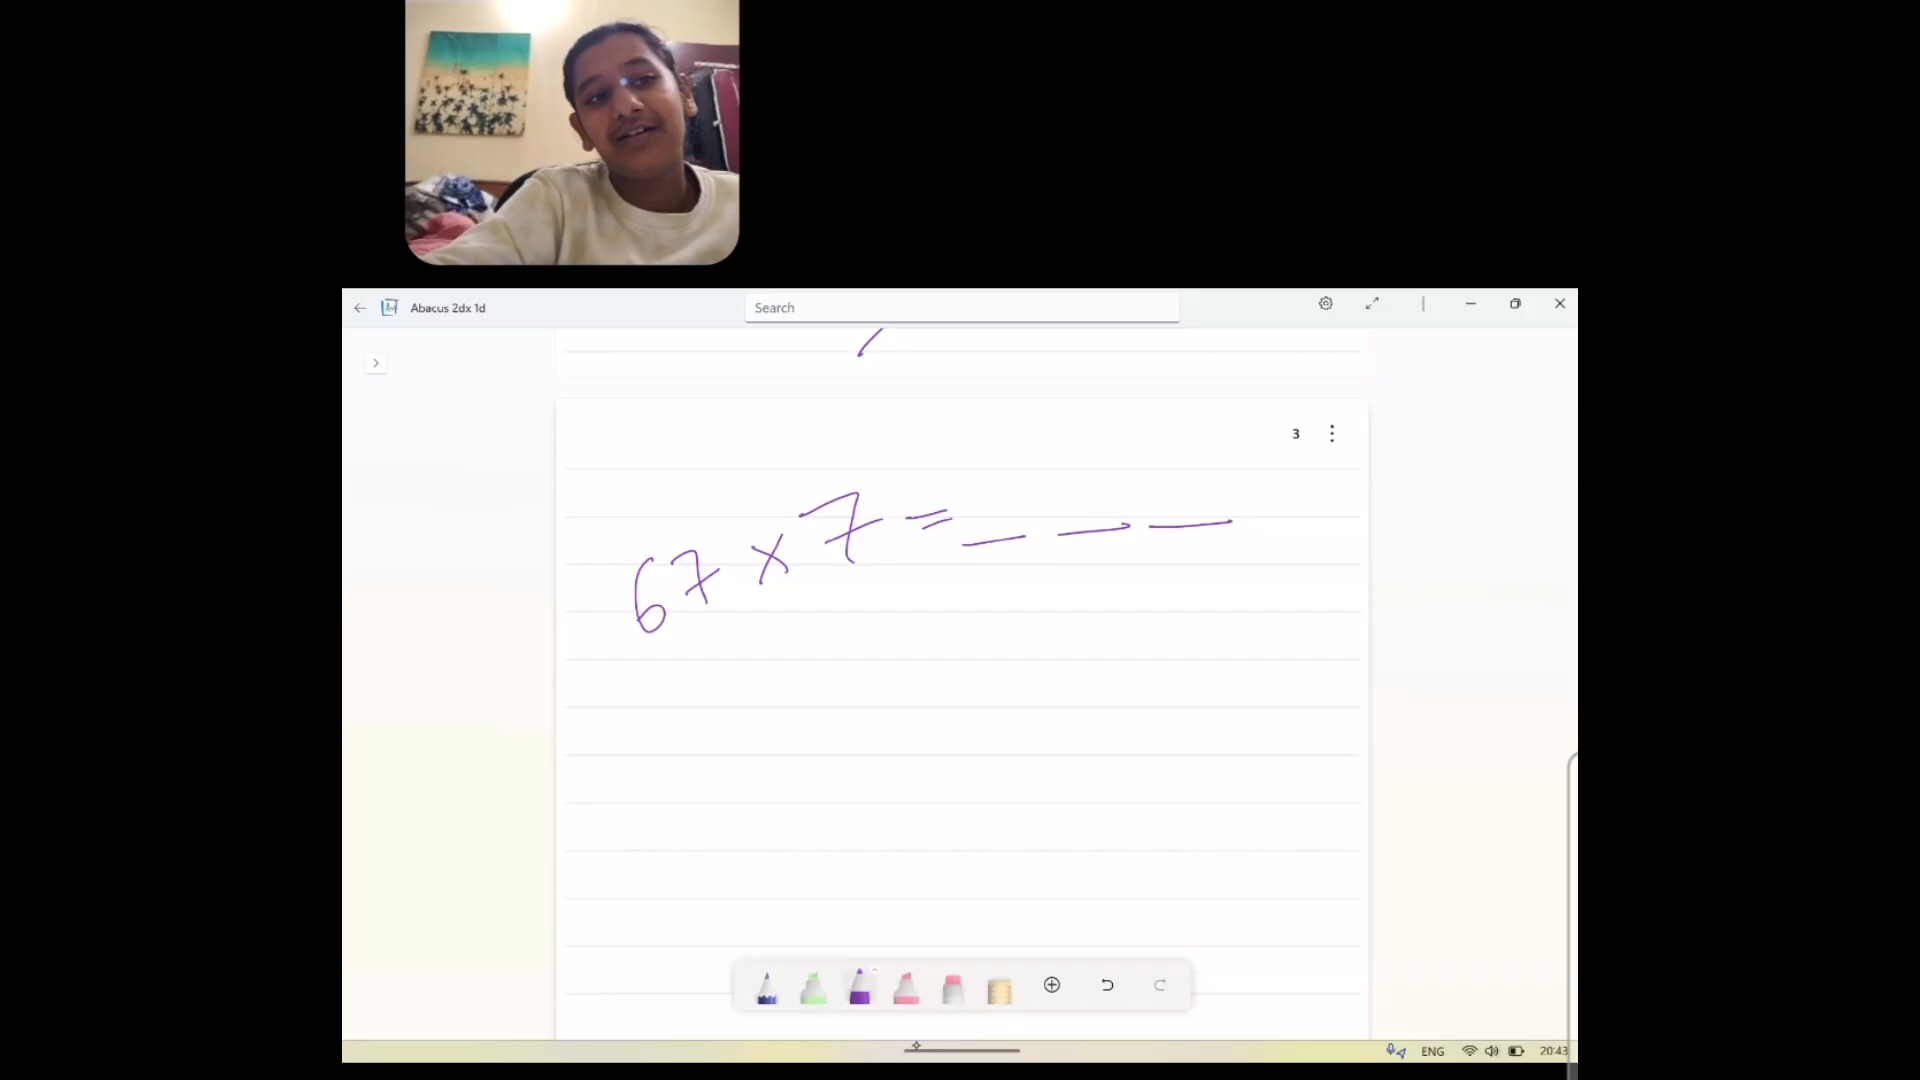 Abacus 2dx 1d
Search
3
67 x 7 = _ _ _
ENG
20:43